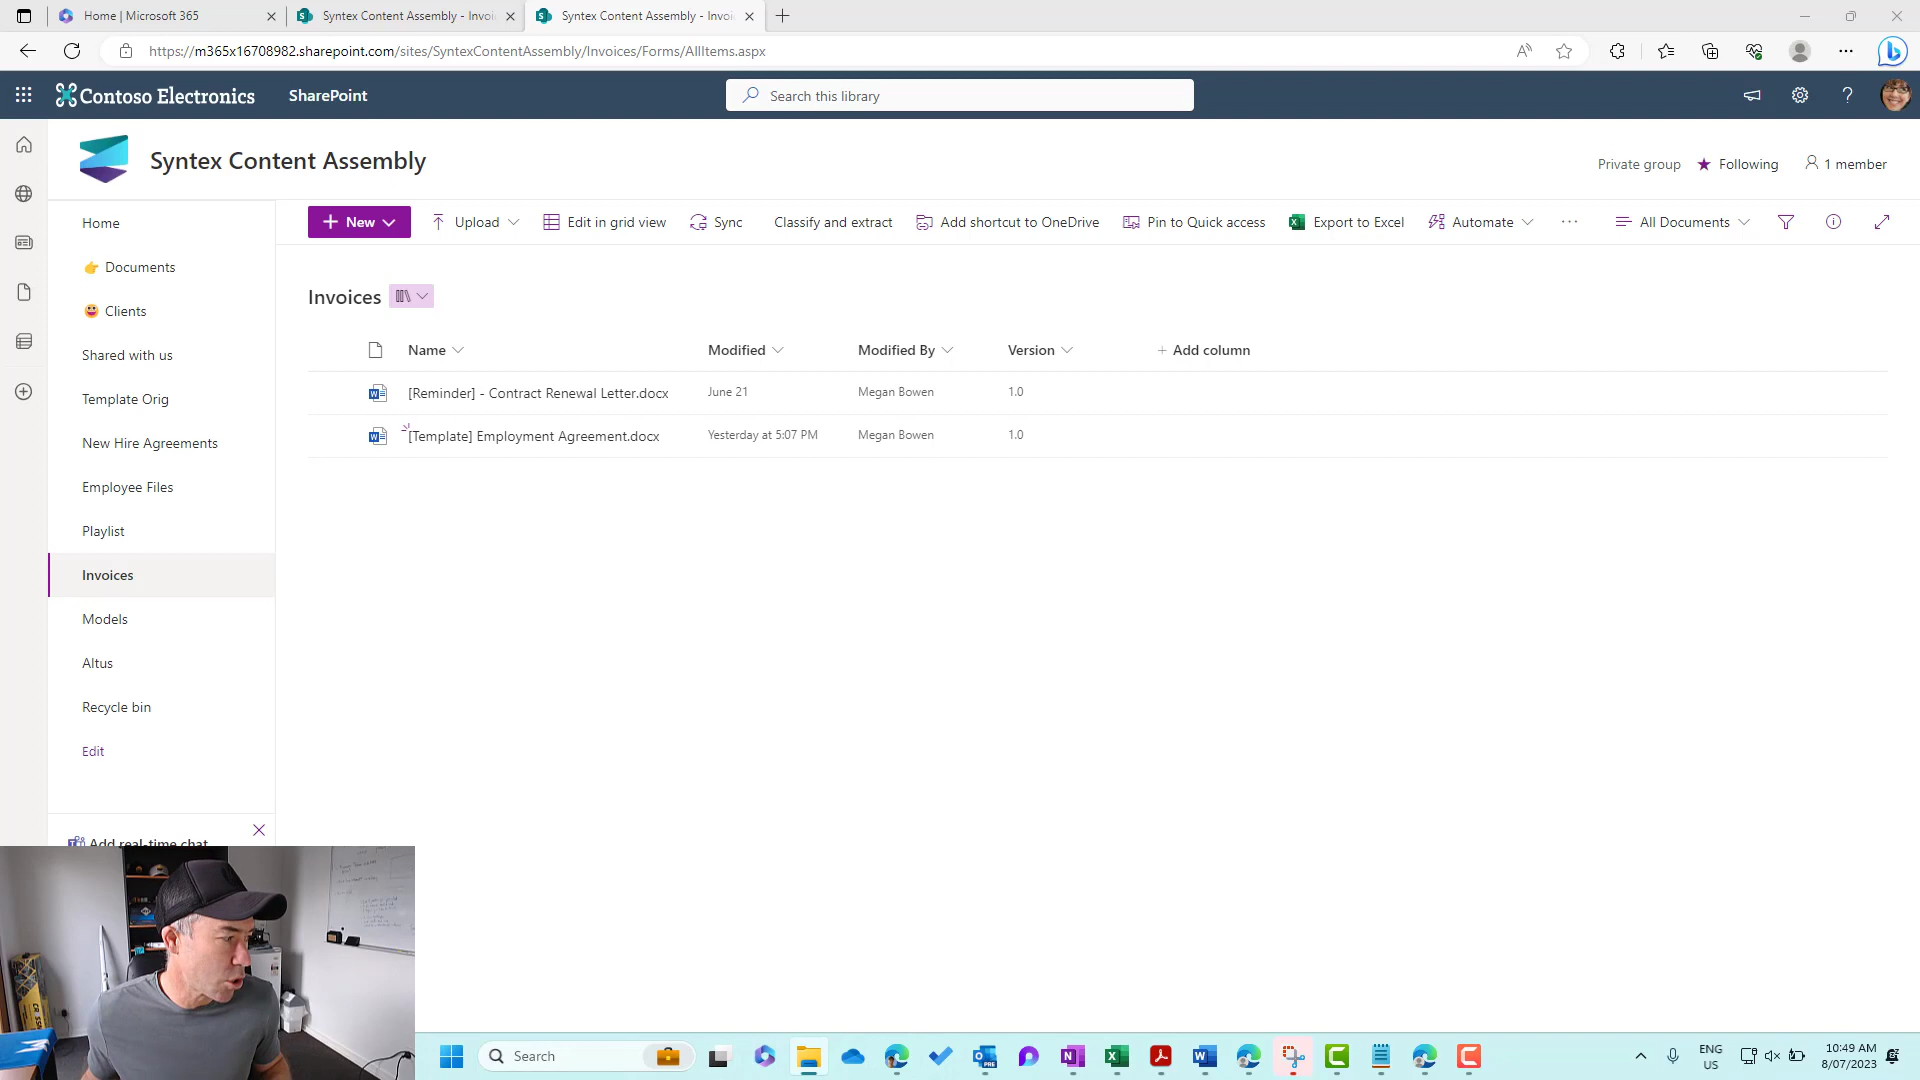 Home | Microsoft 365
Syntex Content Assembly - Invoi
Syntex Content Assembly - Invoi
https://m365x16708982.sharepoint.com/sites/SyntexContentAssembly/Invoices/Forms/AllItems.aspx
Contoso Electronics
SharePoint
Search this library
Syntex Content Assembly
Private group
Following
1 member
Home
Documents
Clients
Shared with us
Template Orig
New Hire Agreements
Employee Files
Playlist
Invoices
Models
Altus
Recycle bin
Edit
Add real-time chat
New
Upload
Edit in grid view
Sync
Classify and extract
Add shortcut to OneDrive
Pin to Quick access
Export to Excel
Automate
All Documents
Invoices
Name
Modified
Modified By
Version
Add column
[Reminder] - Contract Renewal Letter.docx
June 21
Megan Bowen
1.0
[Template] Employment Agreement.docx
Yesterday at 5:07 PM
Megan Bowen
1.0
Search
ENG
US
10:49 AM
8/07/2023